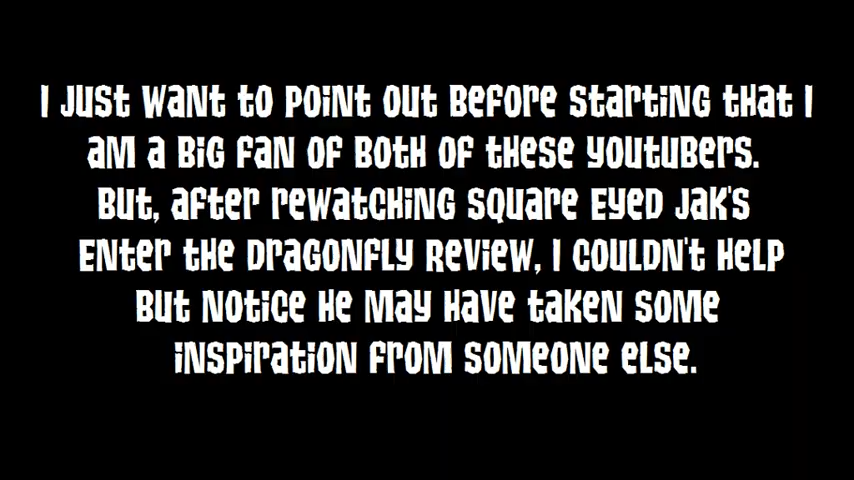 I just want to point out before starting that I
am a big fan of both of these youtubers.
But, after rewatching Square Eyed Jak's
Enter the Dragonfly Review, I couldn't help
but notice he may have taken some
inspiration from someone else.